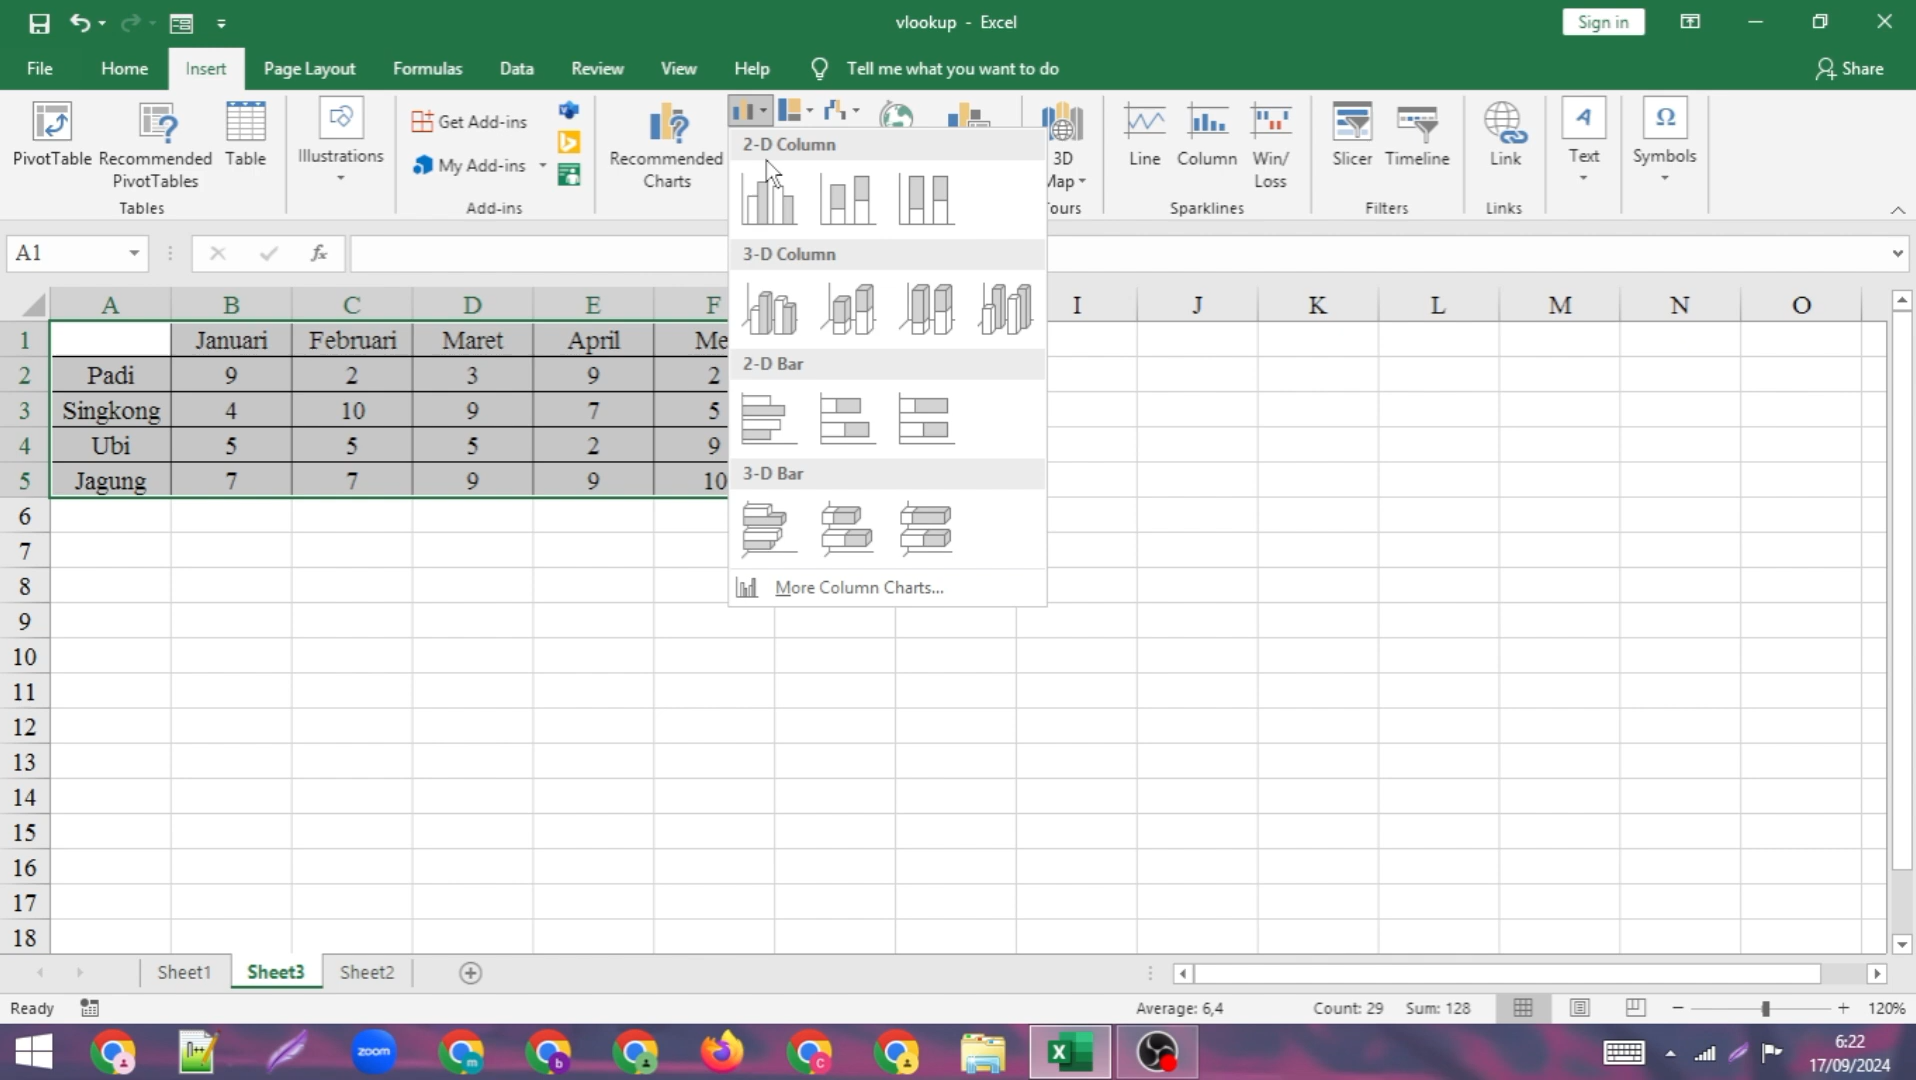 vlookup - Excel
Sign in
File Home Insert Page Layout Formulas Data Review View Help Tell me what you want to do Share
PivotTable
Recommended PivotTables
Table
Tables
Illustrations
Get Add-ins
My Add-ins
Add-ins
Recommended Charts
3D
Map
ours
Line
Column
Win/
Loss
Sparklines
Slicer
Timeline
Filters
Link
Links
Text
Symbols
2-D Column
3-D Column
2-D Bar
3-D Bar
More Column Charts...
A1 fx
A B C D E F I J K L M N O
1 Januari Februari Maret April Me
2 Padi 9 2 3 9 2
3 Singkong 4 10 9 7 5
4 Ubi 5 5 5 2 9
5 Jagung 7 7 9 9 10
6
7
8
9
10
11
12
13
14
15
16
17
18
Sheet1 Sheet3 Sheet2
Ready Average: 6,4 Count: 29 Sum: 128 120%
zoom
6:22
17/09/2024